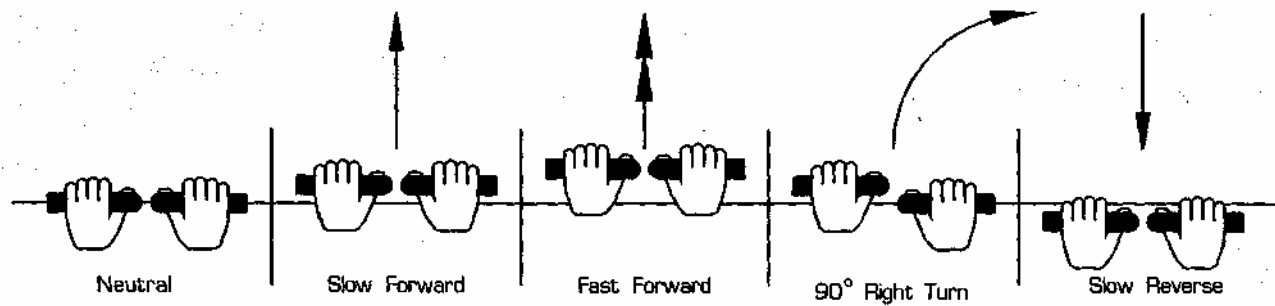 Neutral
Slow Forward
Fast Forward
90° Right Turn
Slow Reverse